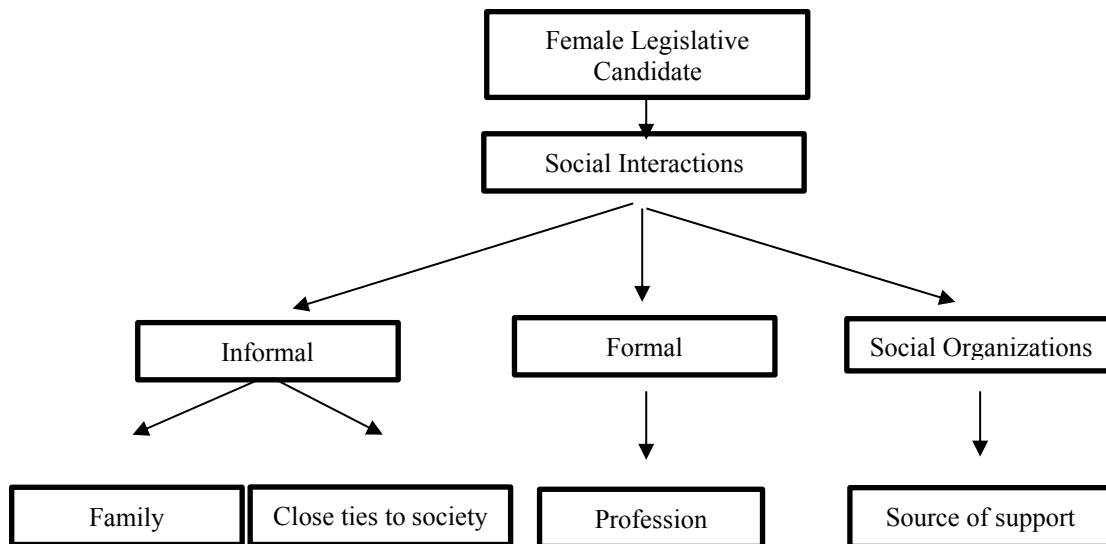 Female Legislative
Candidate
Social Interactions
Informal
Formal
Social Organizations
Family
Close ties to society
Profession
Source of support